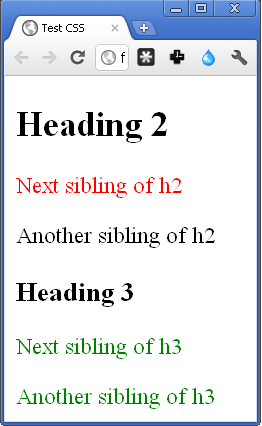 Test CSS
f
Heading 2
Next sibling of h2
Another sibling of h2
Heading 3
Next sibling of h3
Another sibling of h3